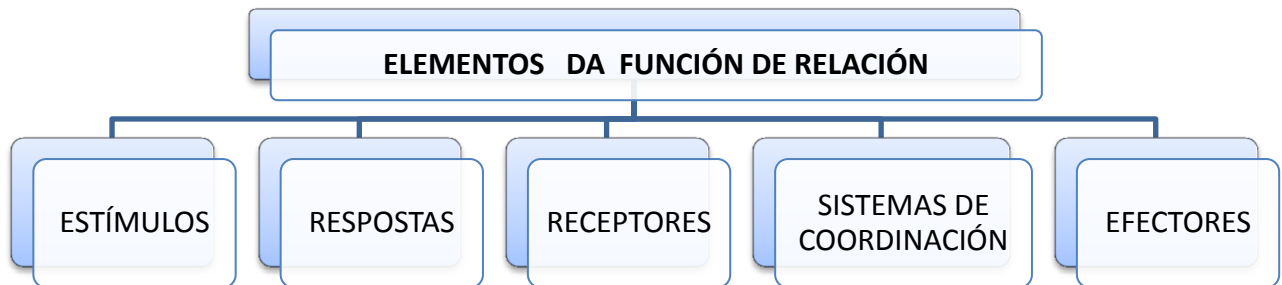 ELEMENTOS DA FUNCIÓN DE RELACIÓN
ESTÍMULOS
RESPOSTAS
RECEPTORES
SISTEMAS DE
COORDINACIÓN
EFECTORES